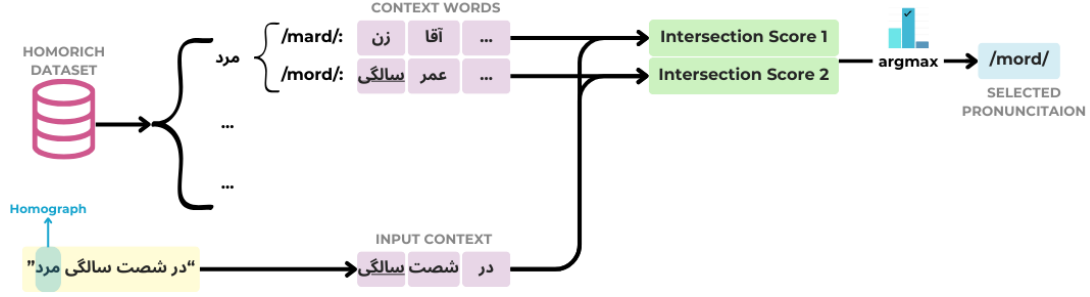 HOMORICH
DATASET
CONTEXT WORDS
مرد
/mard/: زن آقا ...
/mord/: سالگی عمر ...
...
...
Intersection Score 1
Intersection Score 2
argmax
/mord/
SELECTED
PRONUNCITAION
Homograph
“در شصت سالگی مرد”
INPUT CONTEXT
در شصت سالگی